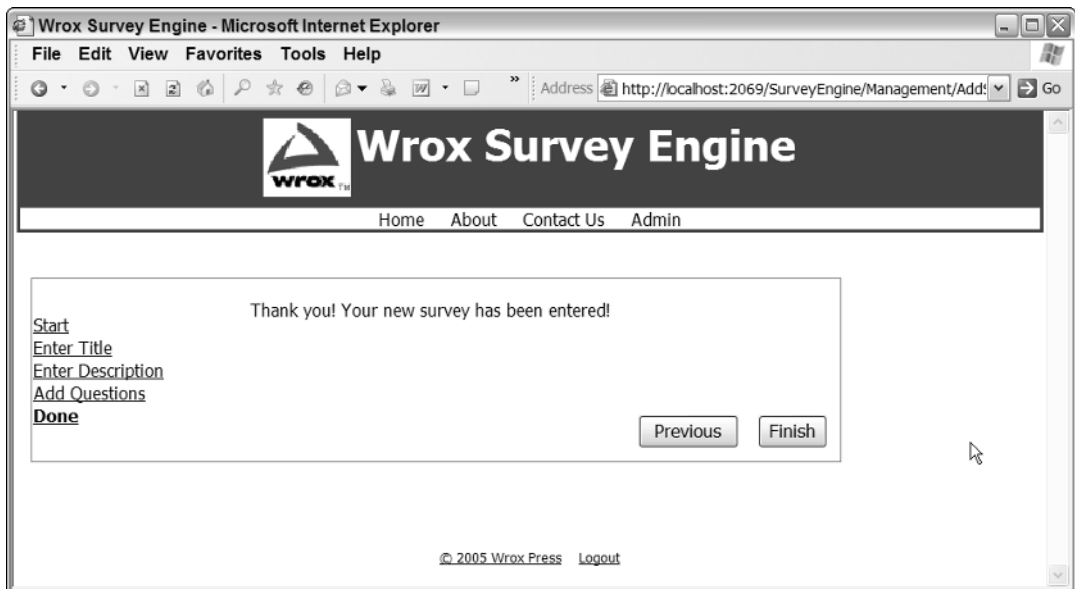 Wrox Survey Engine - Microsoft Internet Explorer
File Edit View Favorites Tools Help
» Address http://localhost:2069/SurveyEngine/Management/Add Go
wrox™ Wrox Survey Engine
Home About Contact Us Admin
Thank you! Your new survey has been entered!
Start
Enter Title
Enter Description
Add Questions
Done
Previous Finish
© 2005 Wrox Press Logout